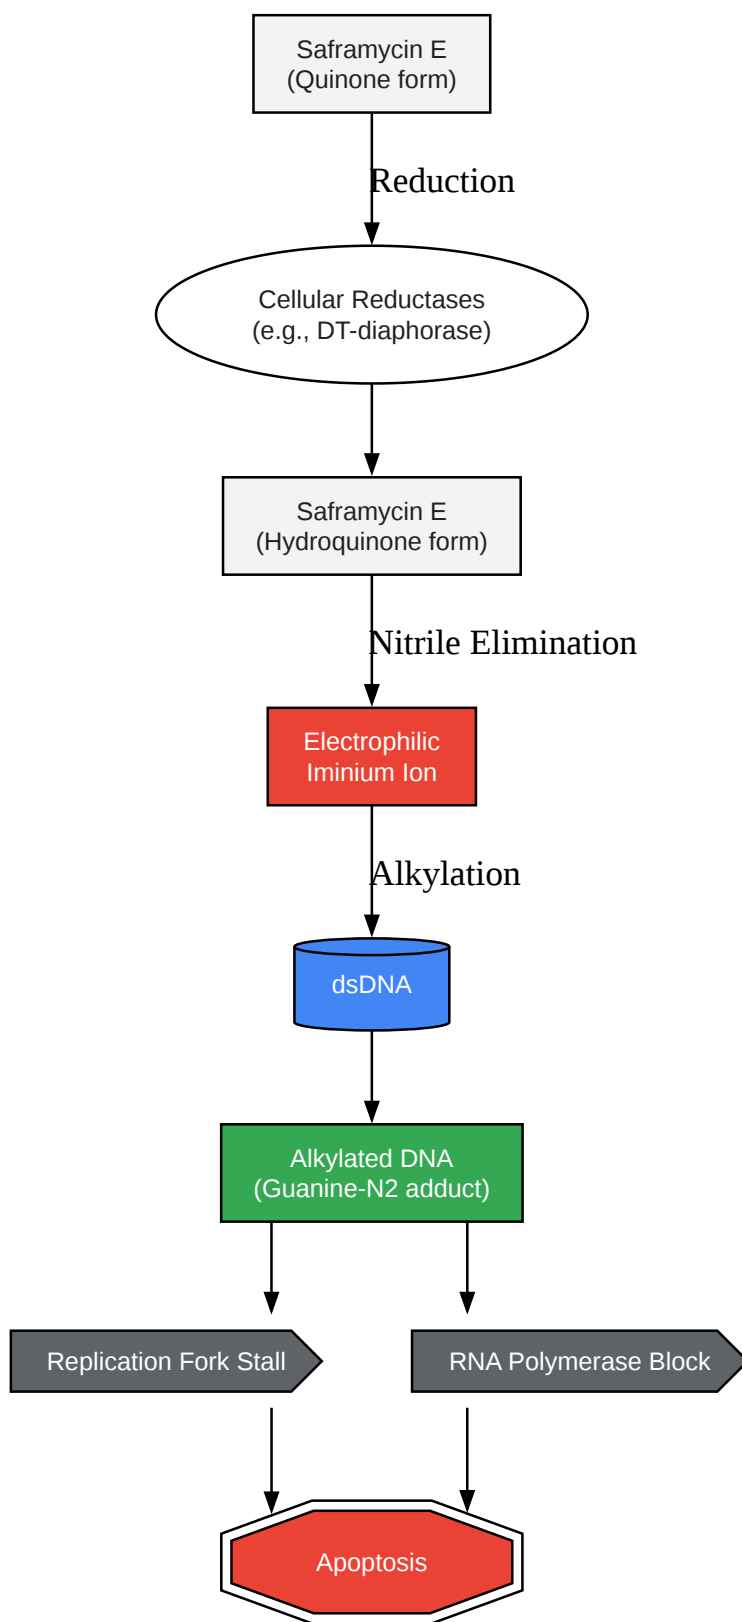 Saframycin E
(Quinone form)
Reduction
Cellular Reductases
(e.g., DT-diaphorase)
Saframycin E
(Hydroquinone form)
Nitrile Elimination
Electrophilic
Iminium Ion
Alkylation
dsDNA
Alkylated DNA
(Guanine-N2 adduct)
Replication Fork Stall
RNA Polymerase Block
Apoptosis